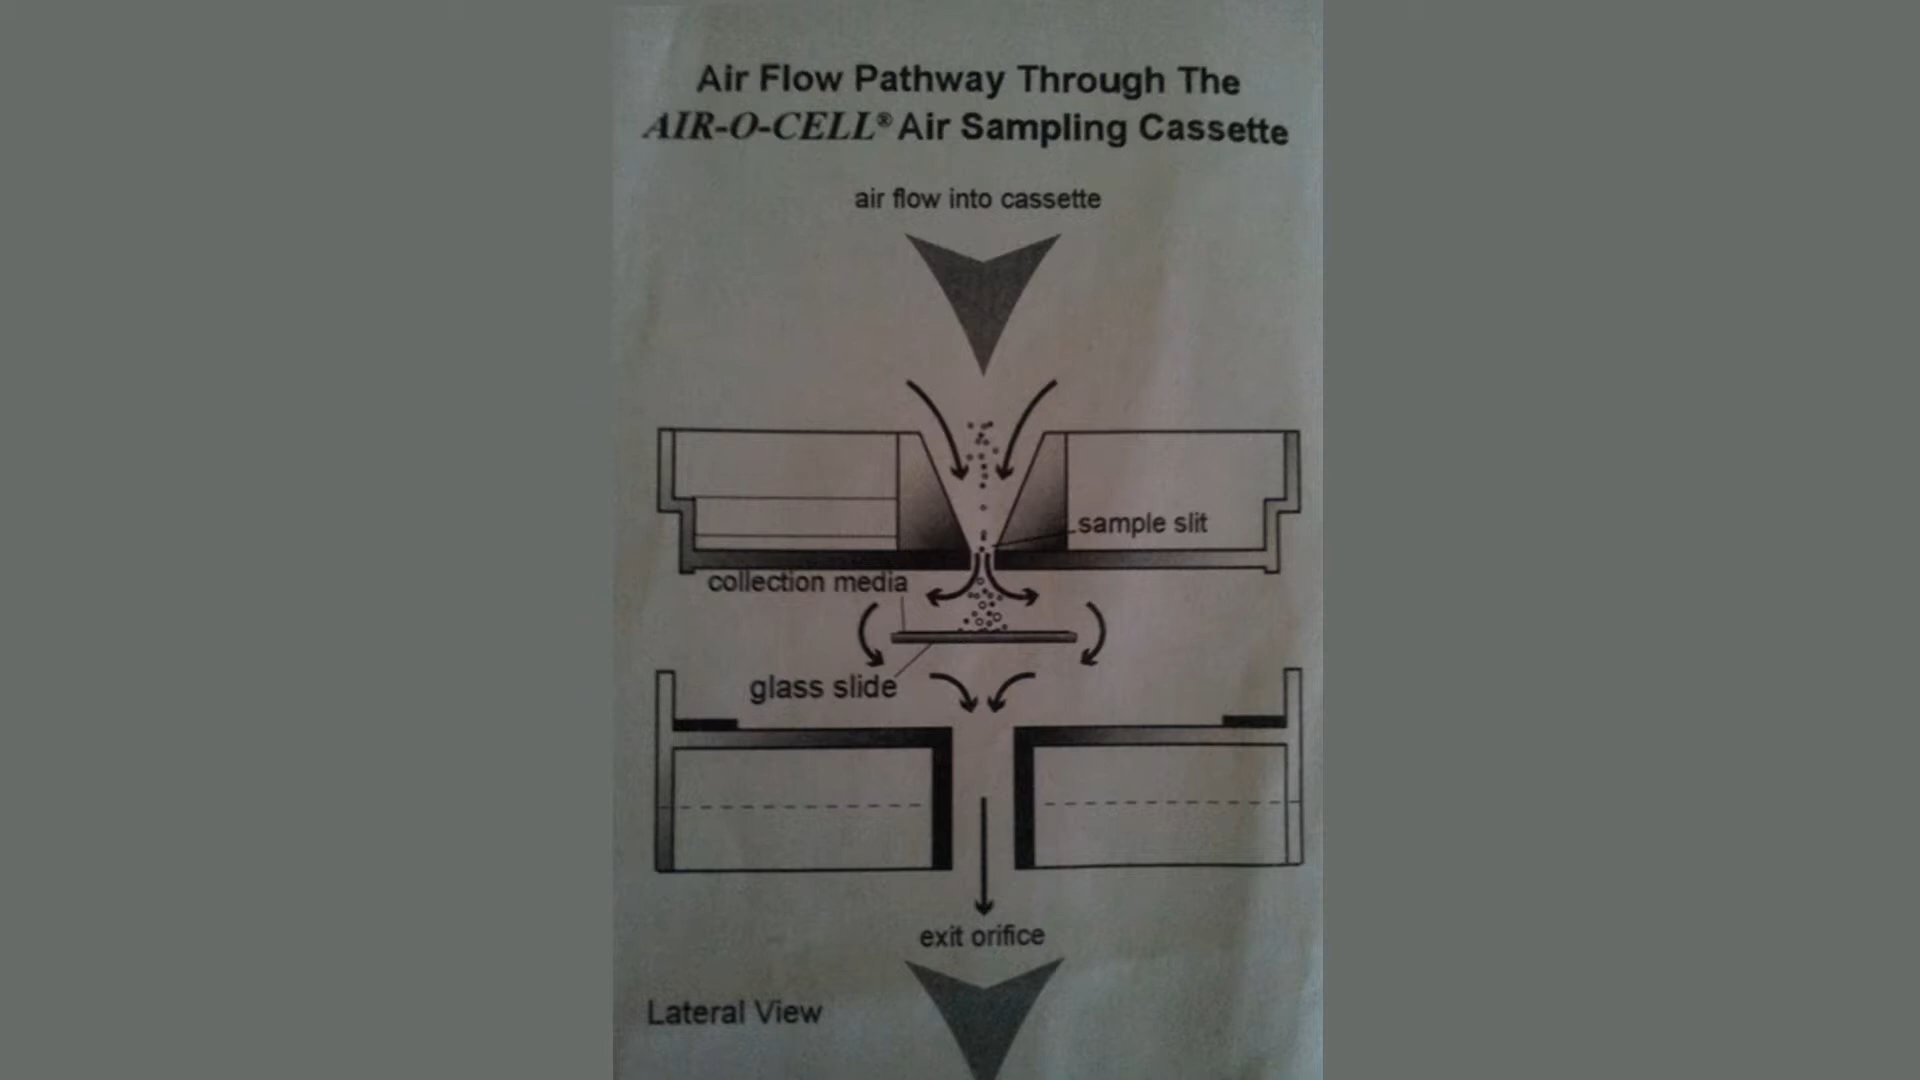 Air Flow Pathway Through The
AIR-O-CELL® Air Sampling Cassette
air flow into cassette
sample slit
collection media
glass slide
exit orifice
Lateral View